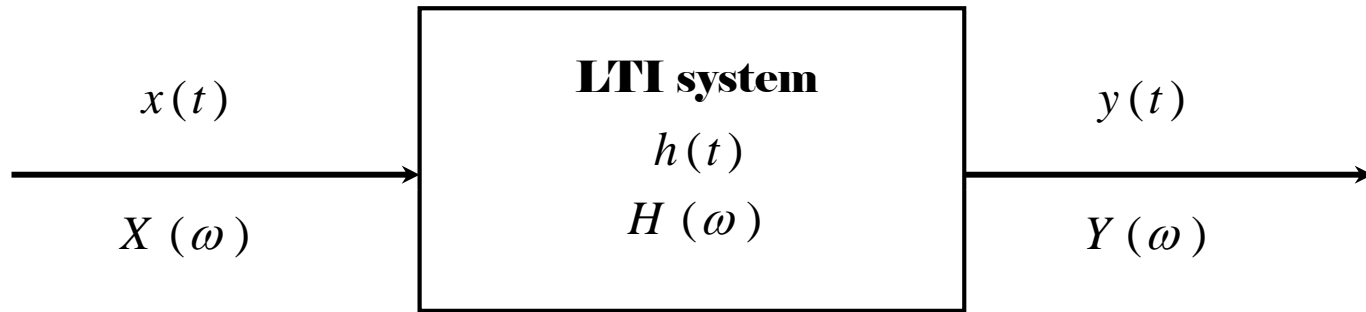 LTI system
x(t)
h(t)
y(t)
X (ω)
H (ω)
Y (ω)